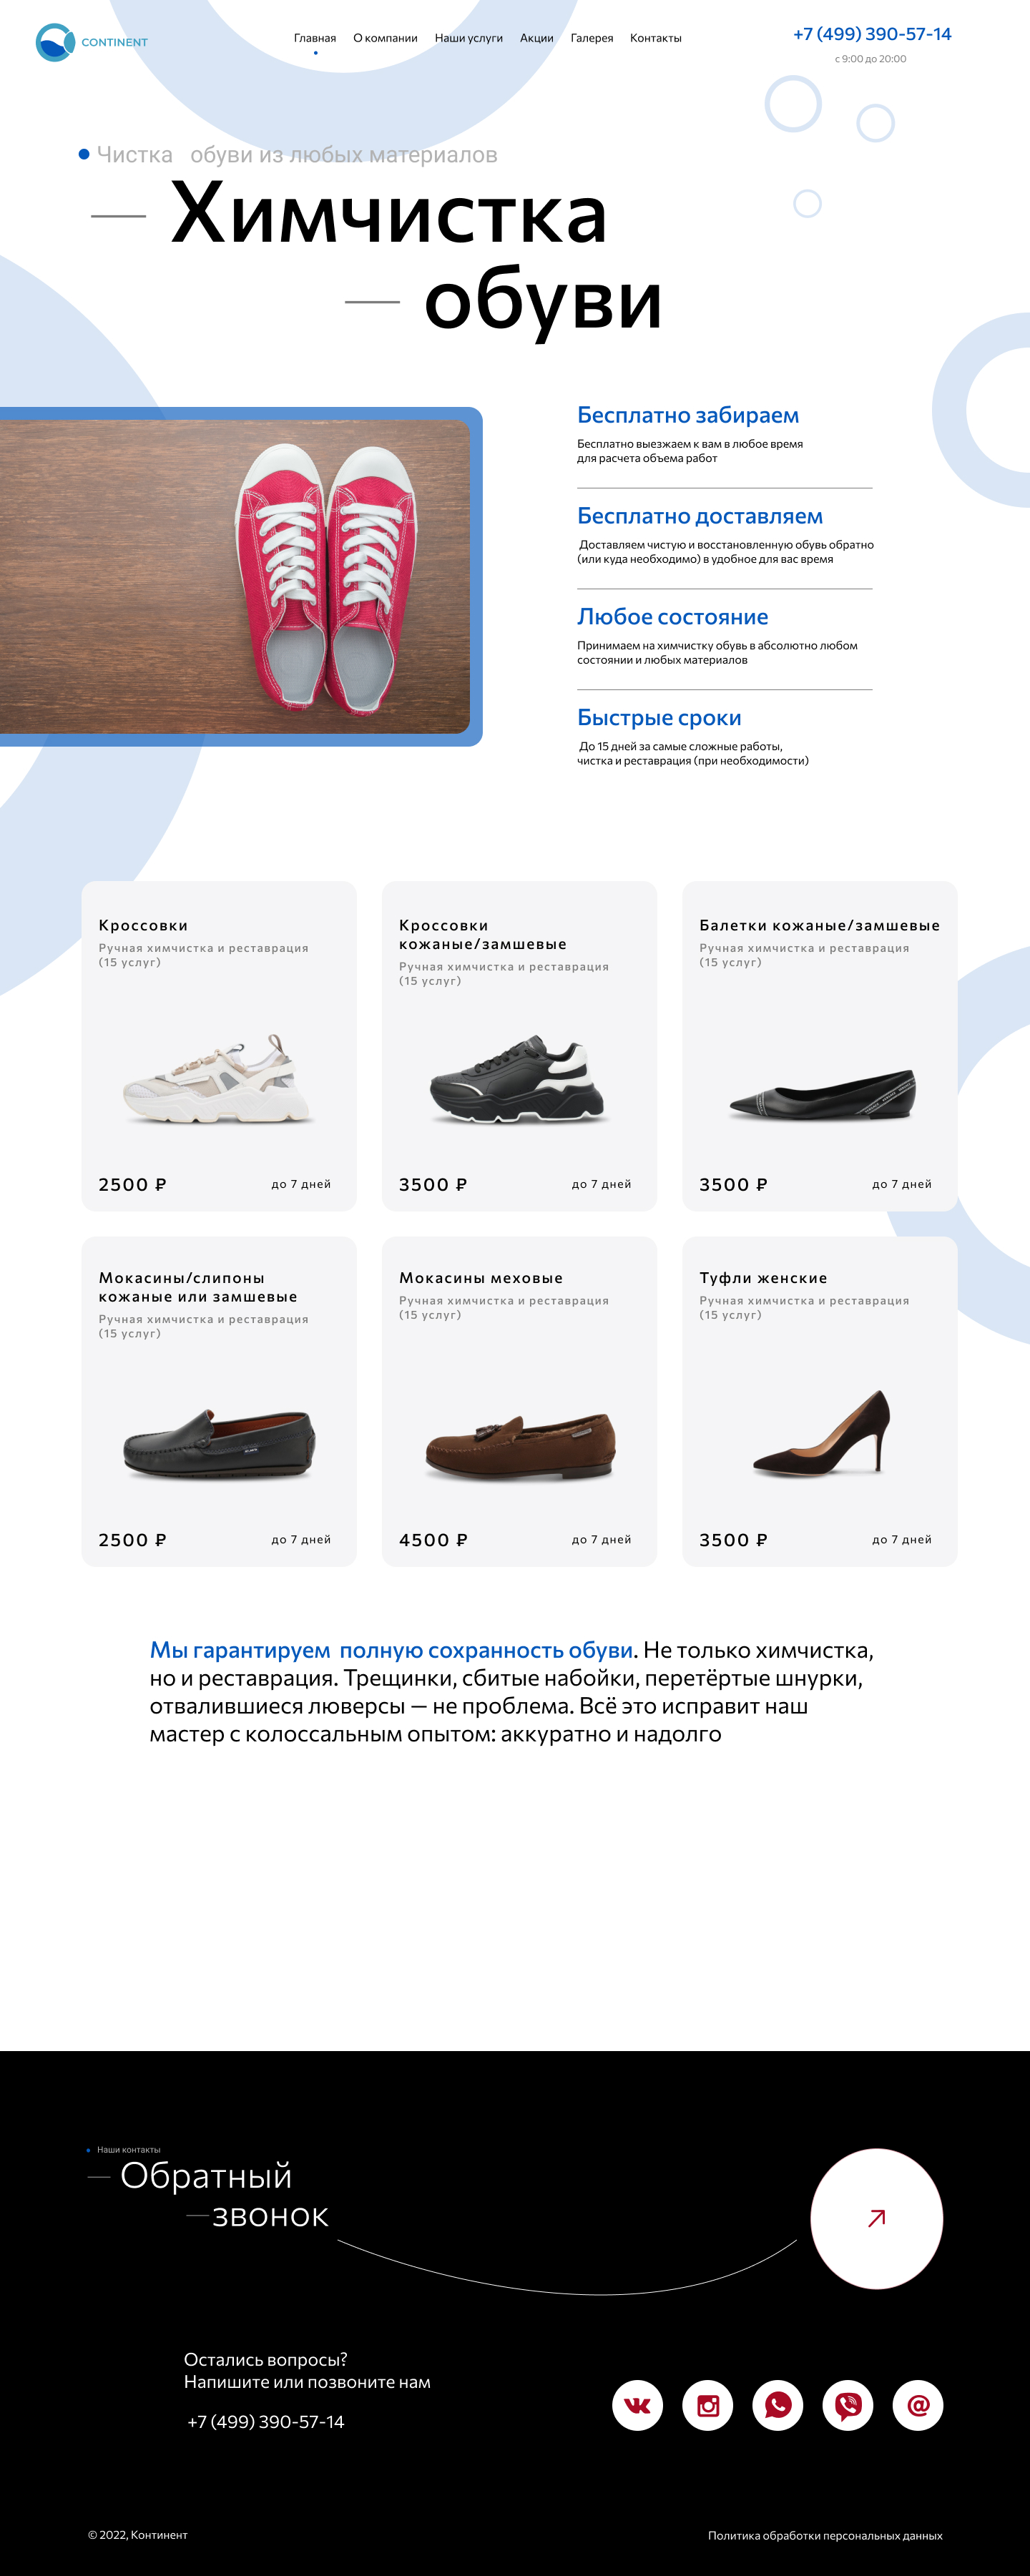 CONTINENT
Главная О компании Наши услуги Акции Галерея Контакты
+7 (499) 390-57-14
с 9:00 до 20:00
Чистка обуви из любых материалов
Химчистка
обуви
Бесплатно забираем
Бесплатно выезжаем к вам в любое время
для расчета объема работ
Бесплатно доставляем
Доставляем чистую и восстановленную обувь обратно
(или куда необходимо) в удобное для вас время
Любое состояние
Принимаем на химчистку обувь в абсолютно любом
состоянии и любых материалов
Быстрые сроки
До 15 дней за самые сложные работы,
чистка и реставрация (при необходимости)
Кроссовки
Ручная химчистка и реставрация
(15 услуг)
2500 ₽ до 7 дней
Кроссовки
кожаные/замшевые
Ручная химчистка и реставрация
(15 услуг)
3500 ₽ до 7 дней
Балетки кожаные/замшевые
Ручная химчистка и реставрация
(15 услуг)
3500 ₽ до 7 дней
Мокасины/слипоны
кожаные или замшевые
Ручная химчистка и реставрация
(15 услуг)
2500 ₽ до 7 дней
Мокасины меховые
Ручная химчистка и реставрация
(15 услуг)
4500 ₽ до 7 дней
Туфли женские
Ручная химчистка и реставрация
(15 услуг)
3500 ₽ до 7 дней
Мы гарантируем полную сохранность обуви. Не только химчистка,
но и реставрация. Трещинки, сбитые набойки, перетёртые шнурки,
отвалившиеся люверсы — не проблема. Всё это исправит наш
мастер с колоссальным опытом: аккуратно и надолго
Наши контакты
Обратный
звонок
Остались вопросы?
Напишите или позвоните нам
+7 (499) 390-57-14
© 2022, Континент
Политика обработки персональных данных